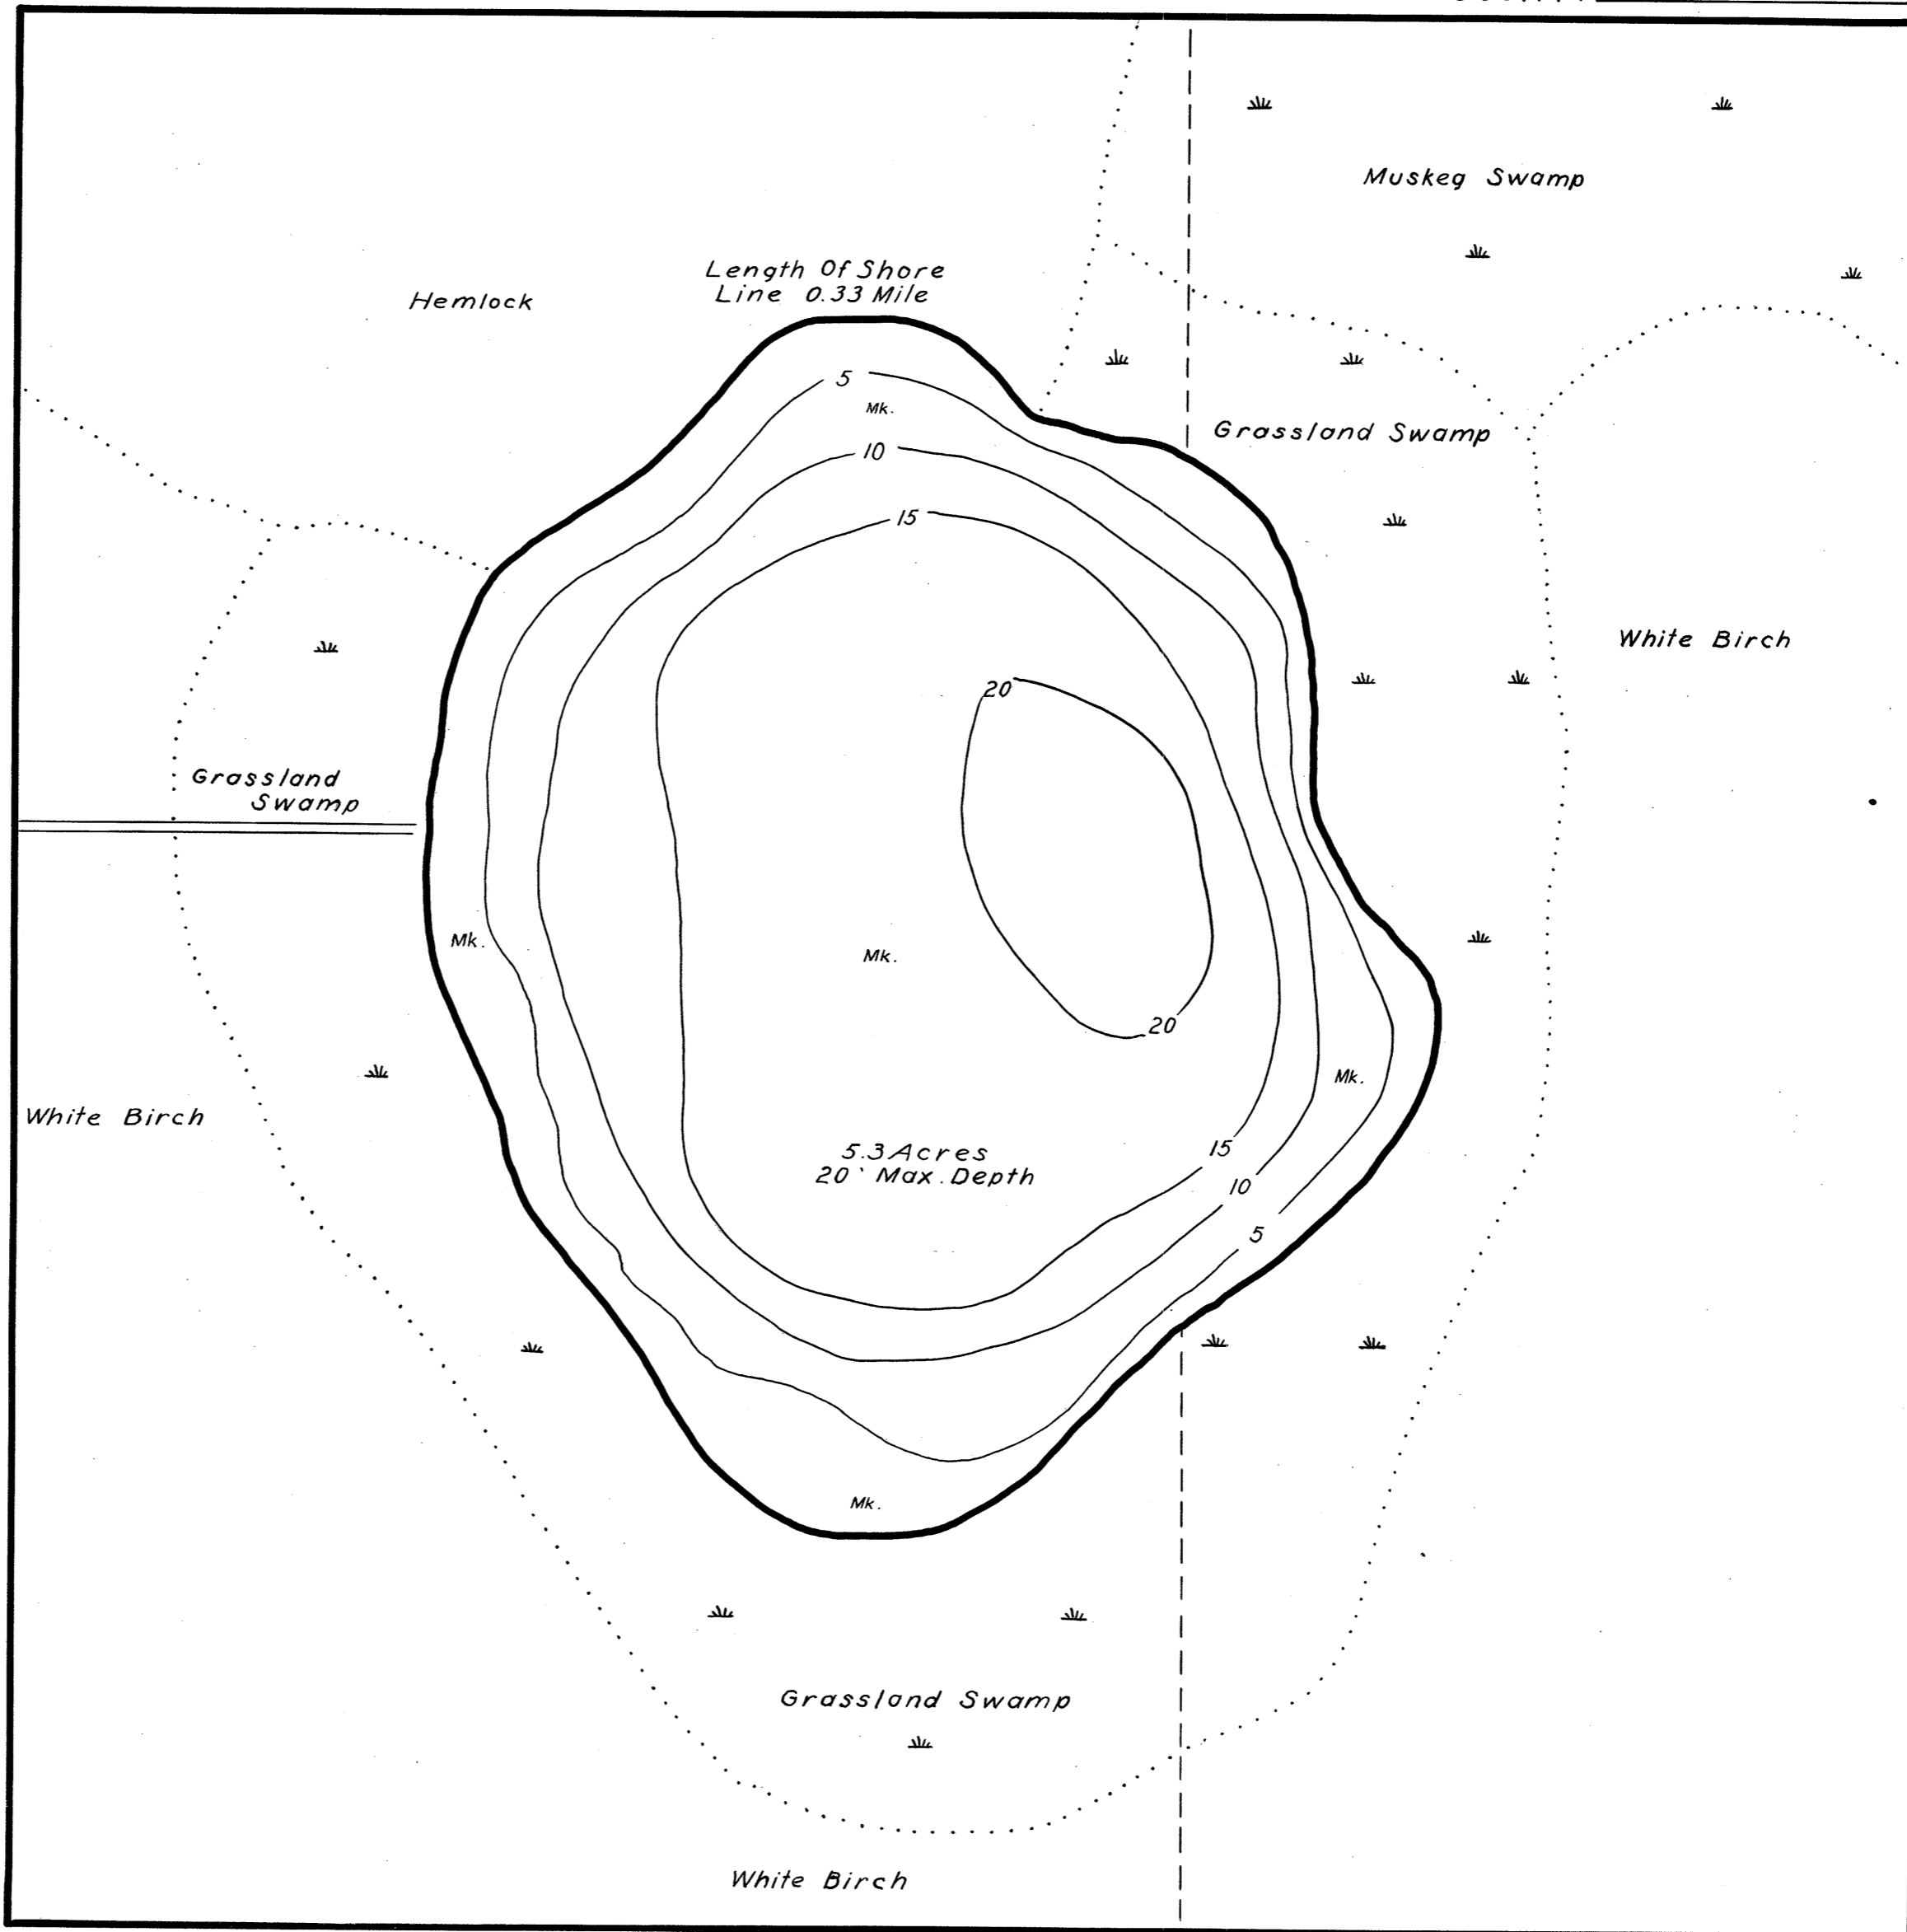 Muskeg Swamp
Length Of Shore
Line 0.33 Mile
Hemlock
5
Mk.
Grassland Swamp
10
15
White Birch
20
Grassland
Swamp
Mk.
Mk.
20
Mk.
White Birch
5.3 Acres
20' Max. Depth
15
10
5
Mk.
Grassland Swamp
White Birch